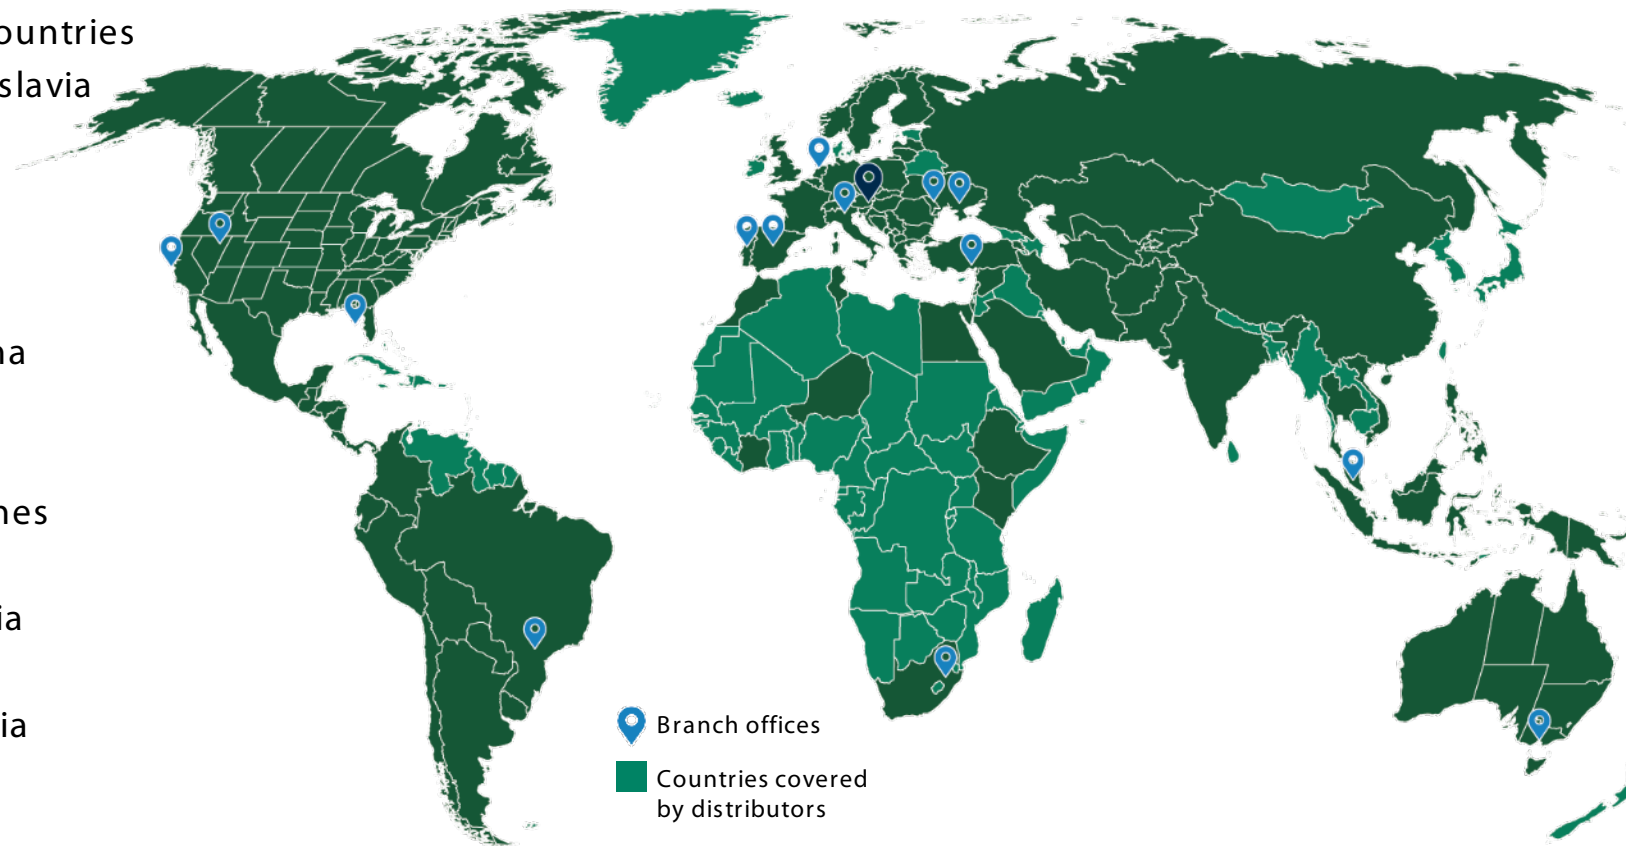 ountries
slavia
na
nes
ia
ia
Branch offices
Countries covered
by distributors